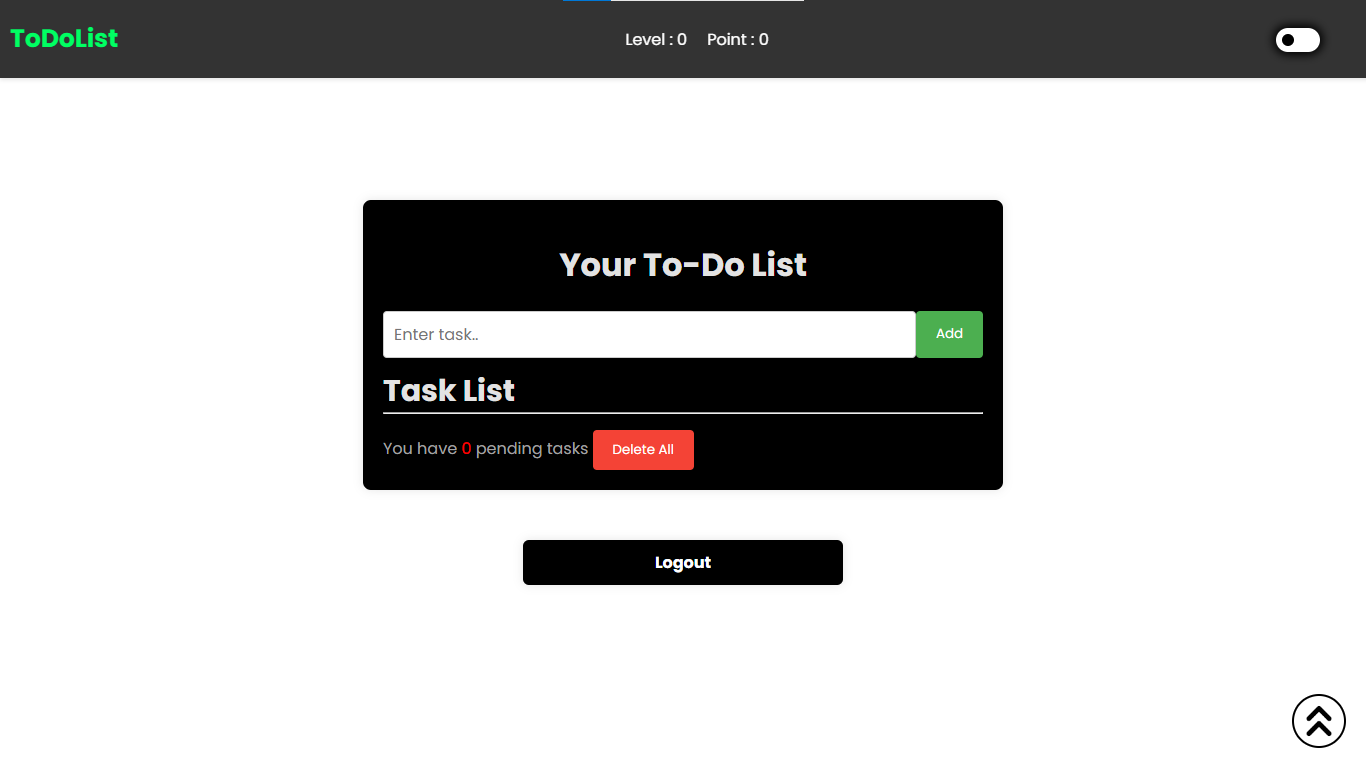 ToDoList
Level : 0 Point : 0
Your To-Do List
Enter task..
Add
Task List
You have 0 pending tasks
Delete All
Logout